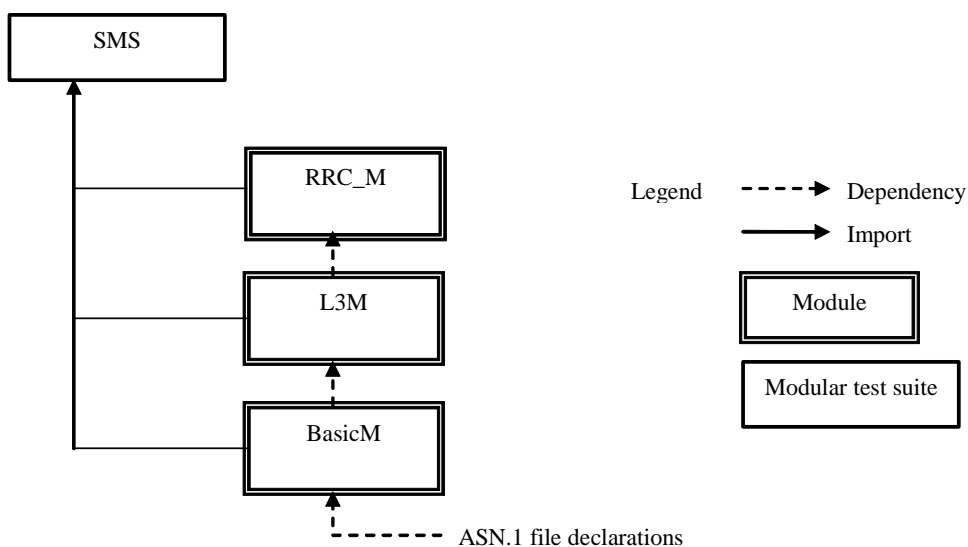 SMS
RRC_M
L3M
BasicM
ASN.1 file declarations
Legend
Dependency
Import
Module
Modular test suite